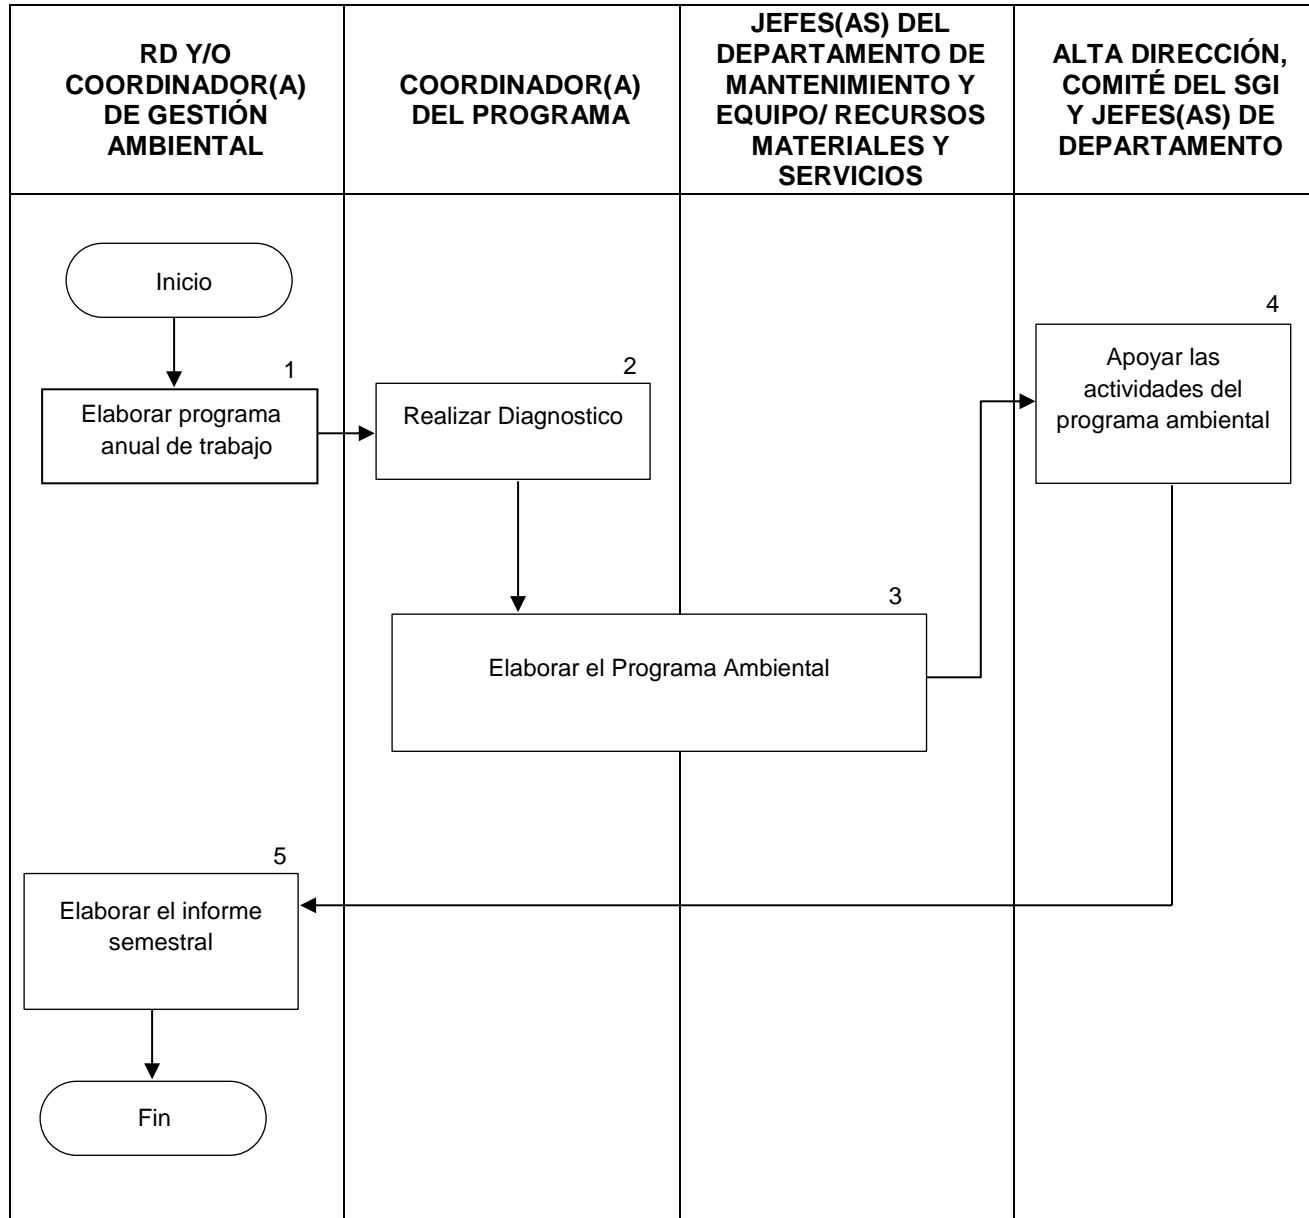 RD Y/O
COORDINADOR(A)
DE GESTIÓN
AMBIENTAL
COORDINADOR(A)
DEL PROGRAMA
JEFES(AS) DEL
DEPARTAMENTO DE
MANTENIMIENTO Y
EQUIPO/ RECURSOS
MATERIALES Y
SERVICIOS
ALTA DIRECCIÓN,
COMITÉ DEL SGI
Y JEFES(AS) DE
DEPARTAMENTO
Inicio
1
Elaborar programa
anual de trabajo
2
Realizar Diagnostico
3
Elaborar el Programa Ambiental
4
Apoyar las
actividades del
programa ambiental
5
Elaborar el informe
semestral
Fin